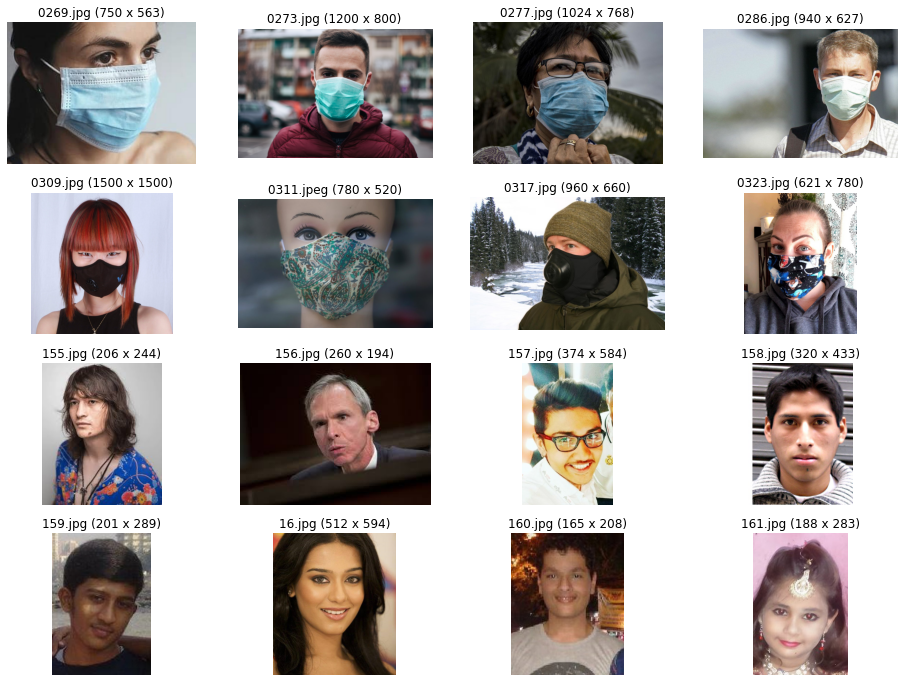 0269.jpg (750 x 563)
0273.jpg (1200 x 800)
0277.jpg (1024 x 768)
0286.jpg (940 x 627)
0309.jpg (1500 x 1500)
0311.jpeg (780 x 520)
0317.jpg (960 x 660)
0323.jpg (621 x 780)
155.jpg (206 x 244)
156.jpg (260 x 194)
157.jpg (374 x 584)
158.jpg (320 x 433)
159.jpg (201 x 289)
16.jpg (512 x 594)
160.jpg (165 x 208)
161.jpg (188 x 283)